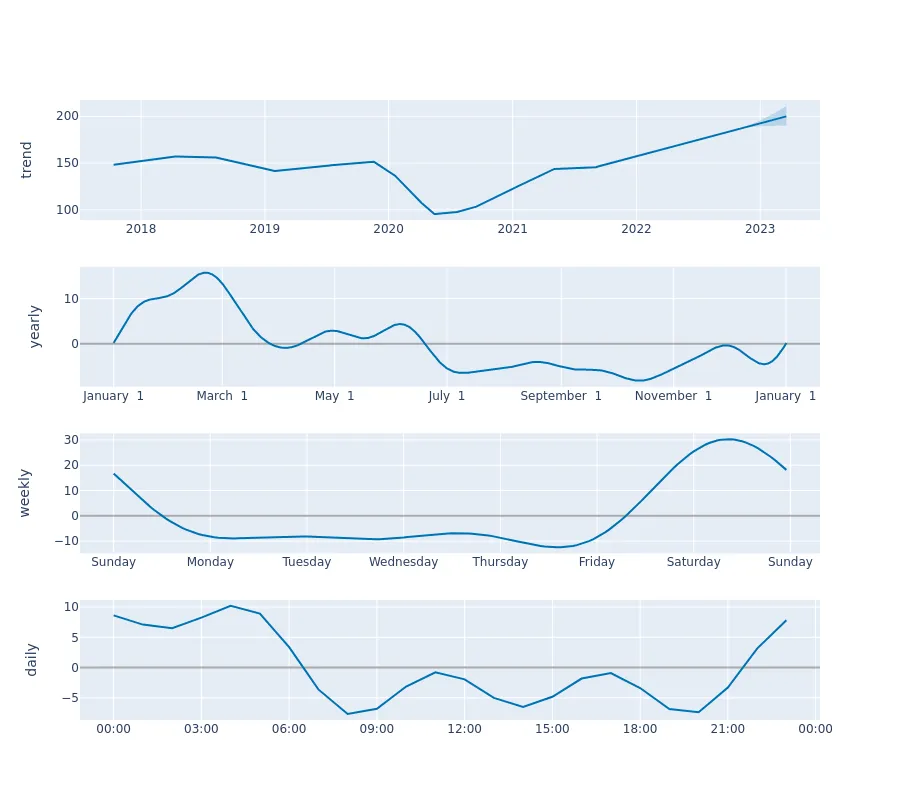 trend
200
150
100
2018 2019 2020 2021 2022 2023
yearly
10
0
January 1 March 1 May 1 July 1 September 1 November 1 January 1
weekly
30
20
10
0
−10
Sunday Monday Tuesday Wednesday Thursday Friday Saturday Sunday
daily
10
5
0
−5
00:00 03:00 06:00 09:00 12:00 15:00 18:00 21:00 00:00